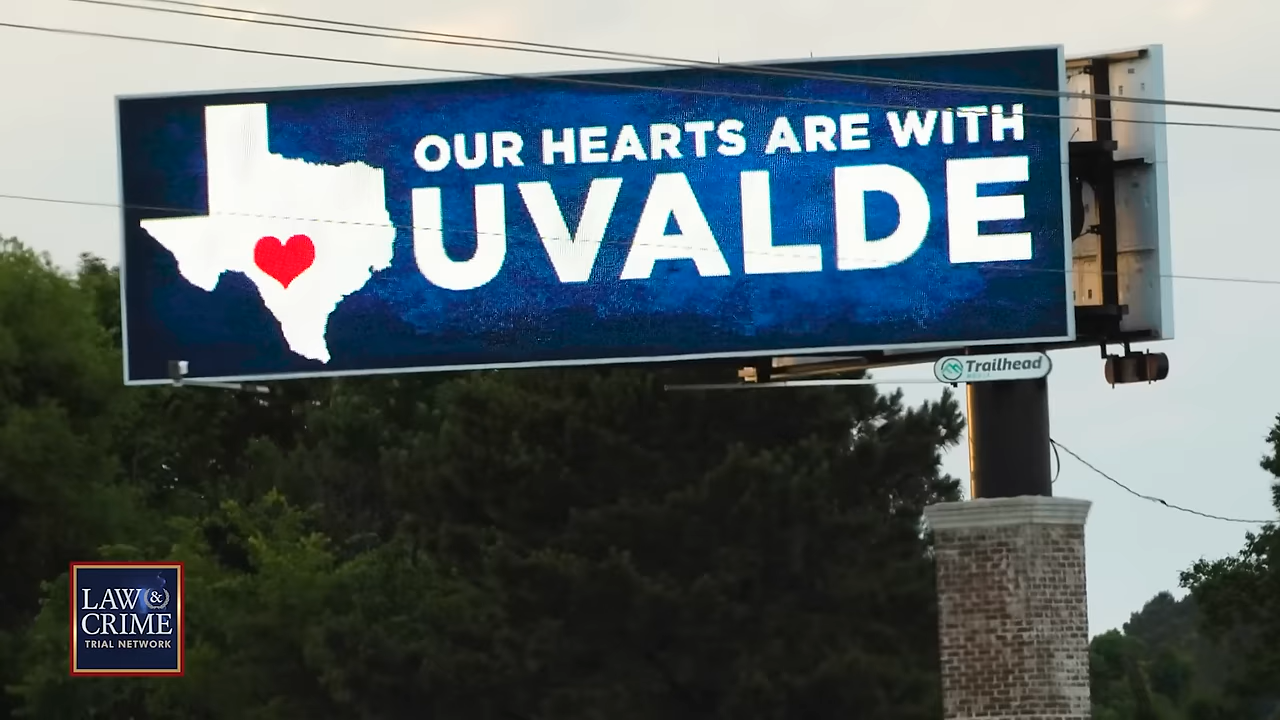 OUR HEARTS ARE WITH
UVALDE
Trailhead
LAW &
CRIME
TRIAL NETWORK